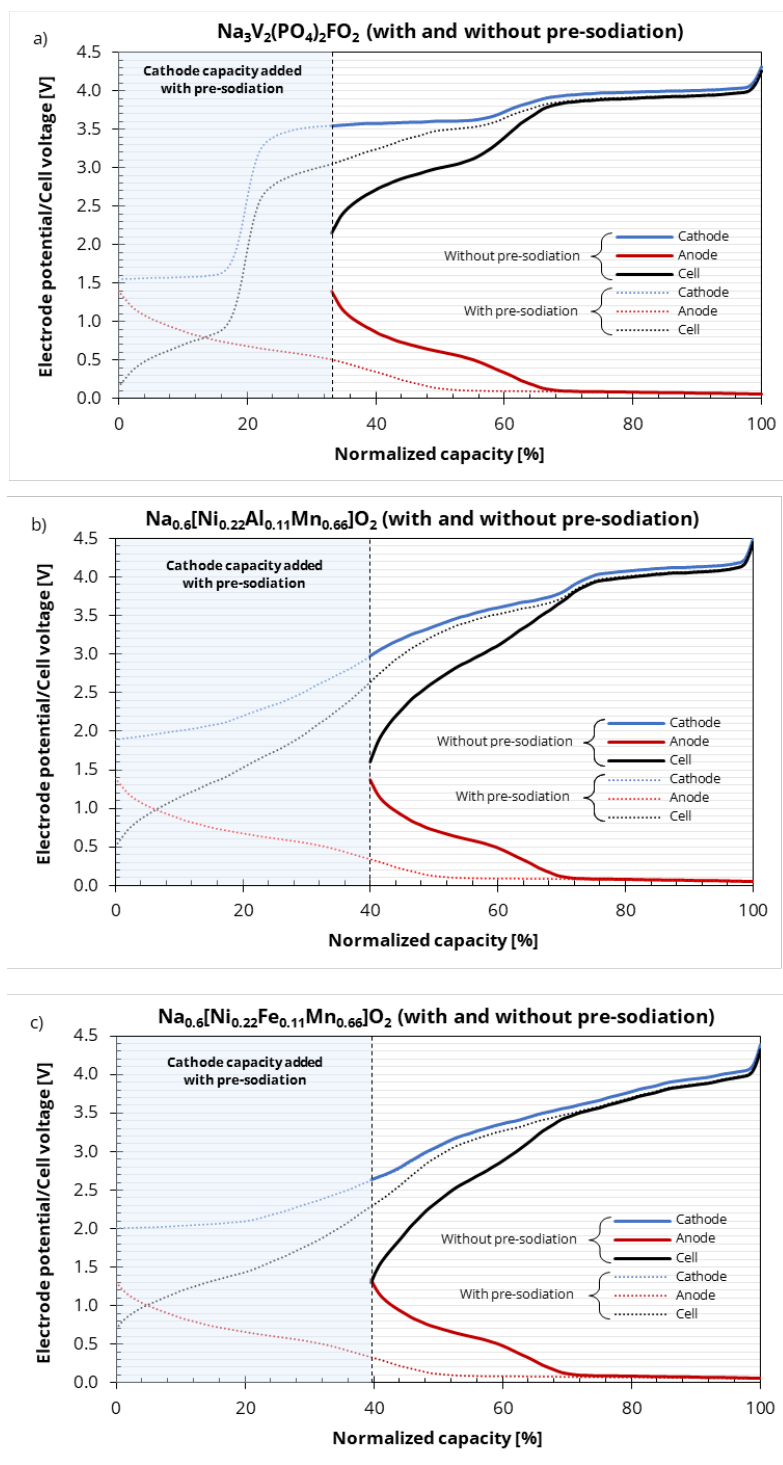 a)
Na₃V₂(PO₄)₂FO₂ (with and without pre-sodiation)
Electrode potential/Cell voltage [V]
4.5
4.0
3.5
3.0
2.5
2.0
1.5
1.0
0.5
0.0
Cathode capacity added
with pre-sodiation
Without pre-sodiation
Cathode
Anode
Cell
With pre-sodiation
Cathode
Anode
Cell
0 20 40 60 80 100
Normalized capacity [%]
b)
Na₀.₆[Ni₀.₂₂Al₀.₁₁Mn₀.₆₆]O₂ (with and without pre-sodiation)
Electrode potential/Cell voltage [V]
4.5
4.0
3.5
3.0
2.5
2.0
1.5
1.0
0.5
0.0
Cathode capacity added
with pre-sodiation
Without pre-sodiation
Cathode
Anode
Cell
With pre-sodiation
Cathode
Anode
Cell
0 20 40 60 80 100
Normalized capacity [%]
c)
Na₀.₆[Ni₀.₂₂Fe₀.₁₁Mn₀.₆₆]O₂ (with and without pre-sodiation)
Electrode potential/Cell voltage [V]
4.5
4.0
3.5
3.0
2.5
2.0
1.5
1.0
0.5
0.0
Cathode capacity added
with pre-sodiation
Without pre-sodiation
Cathode
Anode
Cell
With pre-sodiation
Cathode
Anode
Cell
0 20 40 60 80 100
Normalized capacity [%]